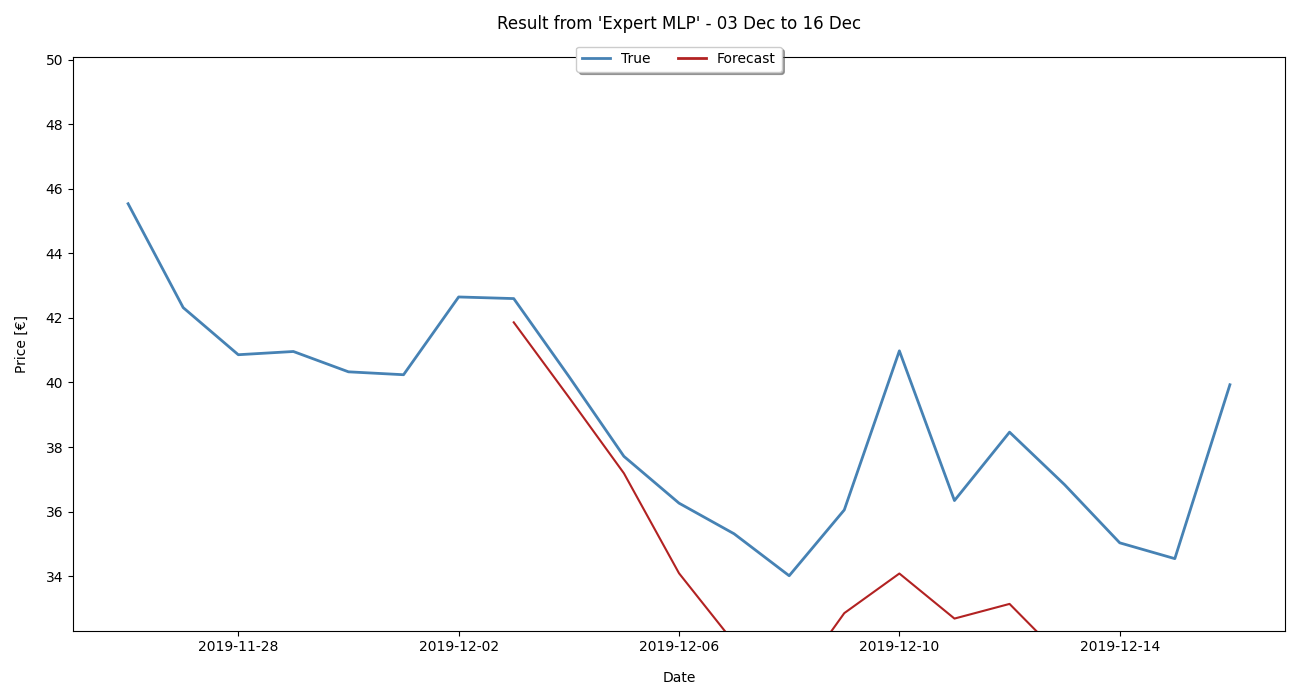 Result from 'Expert MLP' - 03 Dec to 16 Dec
True Forecast
50
48
46
44
42
40
38
36
34
Price [€]
2019-11-28 2019-12-02 2019-12-06 2019-12-10 2019-12-14
Date